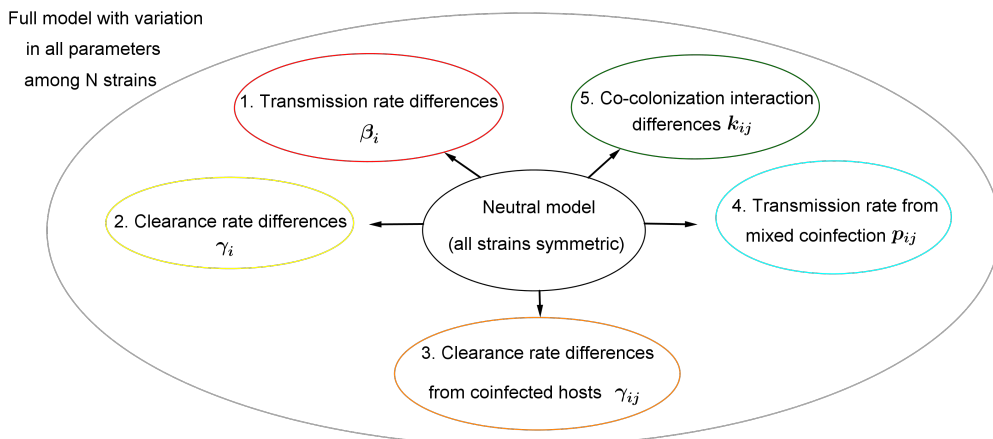 Full model with variation
in all parameters
among N strains
1. Transmission rate differences
βᵢ
5. Co-colonization interaction
differences kᵢⱼ
2. Clearance rate differences
γᵢ
Neutral model
(all strains symmetric)
4. Transmission rate from
mixed coinfection pᵢⱼ
3. Clearance rate differences
from coinfected hosts γᵢⱼ